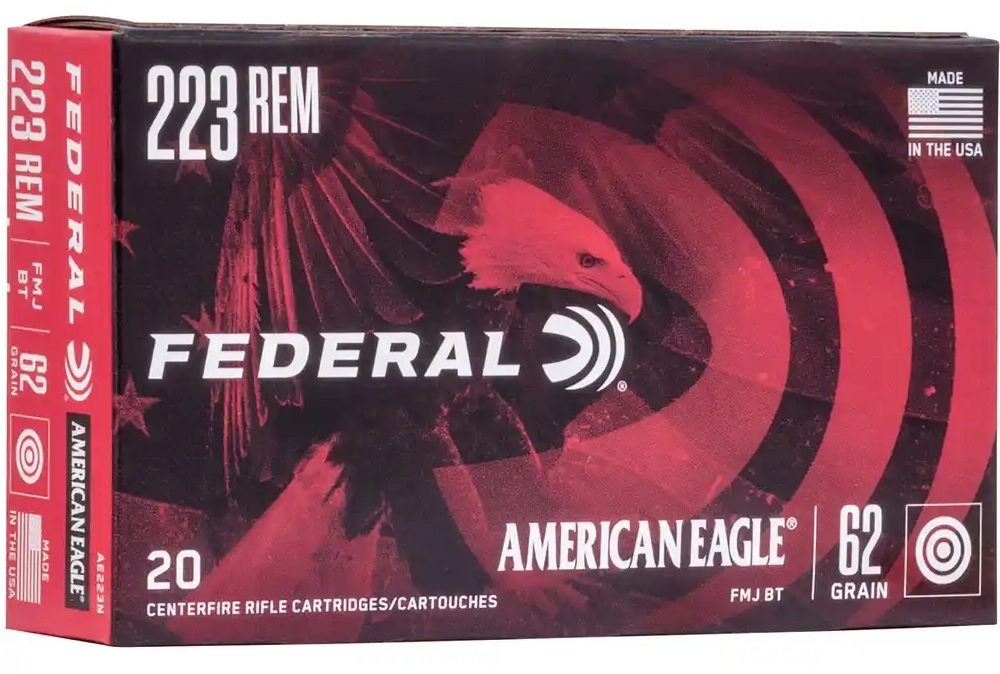 223 REM
MADE
IN THE USA
FEDERAL®
20
CENTERFIRE RIFLE CARTRIDGES/CARTOUCHES
AMERICAN EAGLE®
FMJ BT
62
GRAIN
223 REM
FMJ
BT
62
GRAIN
MADE
IN THE USA
FEDERAL®
AMERICAN EAGLE®
AE223N